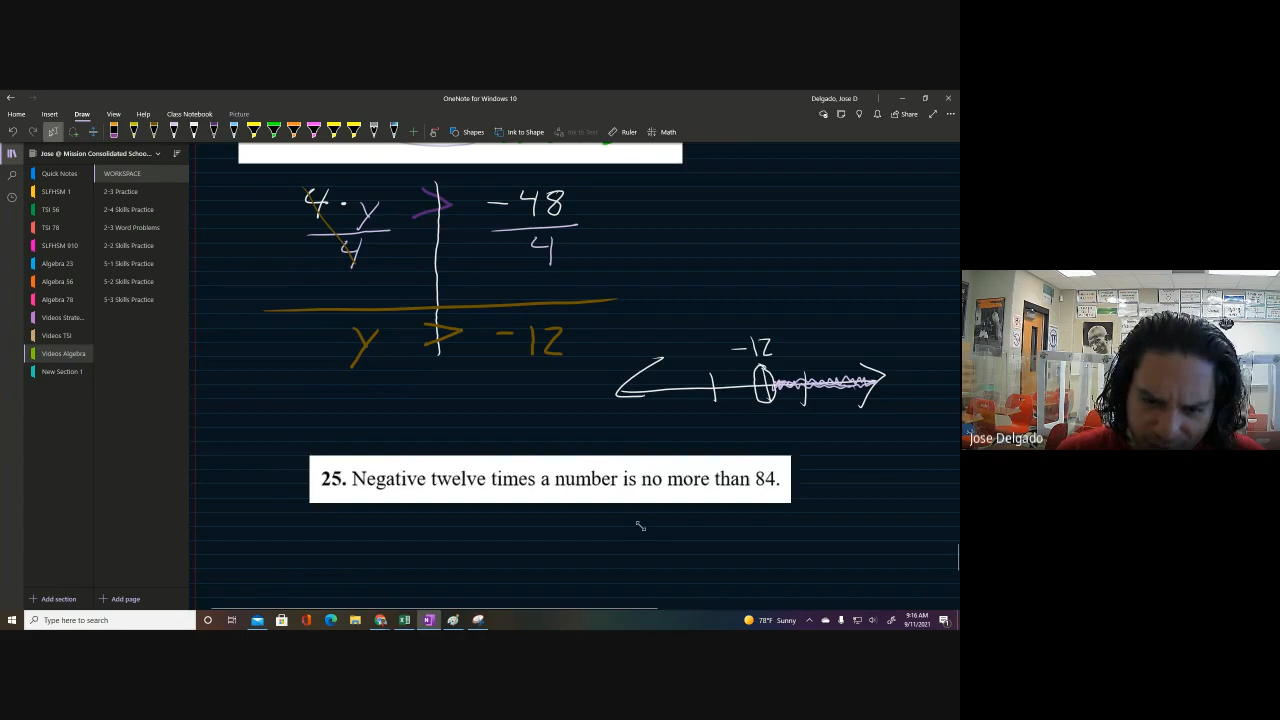 OneNote for Windows 10
Delgado, Jose D
Home Insert Draw View Help Class Notebook Picture
Share
Shapes Ink to Shape Ink to Text Ruler Math
Jose @ Mission Consolidated Schoo...
Quick Notes
SLFHSM 1
TSI 56
TSI 78
SLFHSM 910
Algebra 23
Algebra 56
Algebra 78
Videos Strate...
Videos TSI
Videos Algebra
New Section 1
Add section
WORKSPACE
2-3 Practice
2-4 Skills Practice
2-3 Word Problems
2-2 Skills Practice
5-1 Skills Practice
5-2 Skills Practice
5-3 Skills Practice
Add page
4 · y > -48
4 4
y > -12
-12
25. Negative twelve times a number is no more than 84.
Jose Delgado
Type here to search
78°F Sunny
9:16 AM
9/11/2021